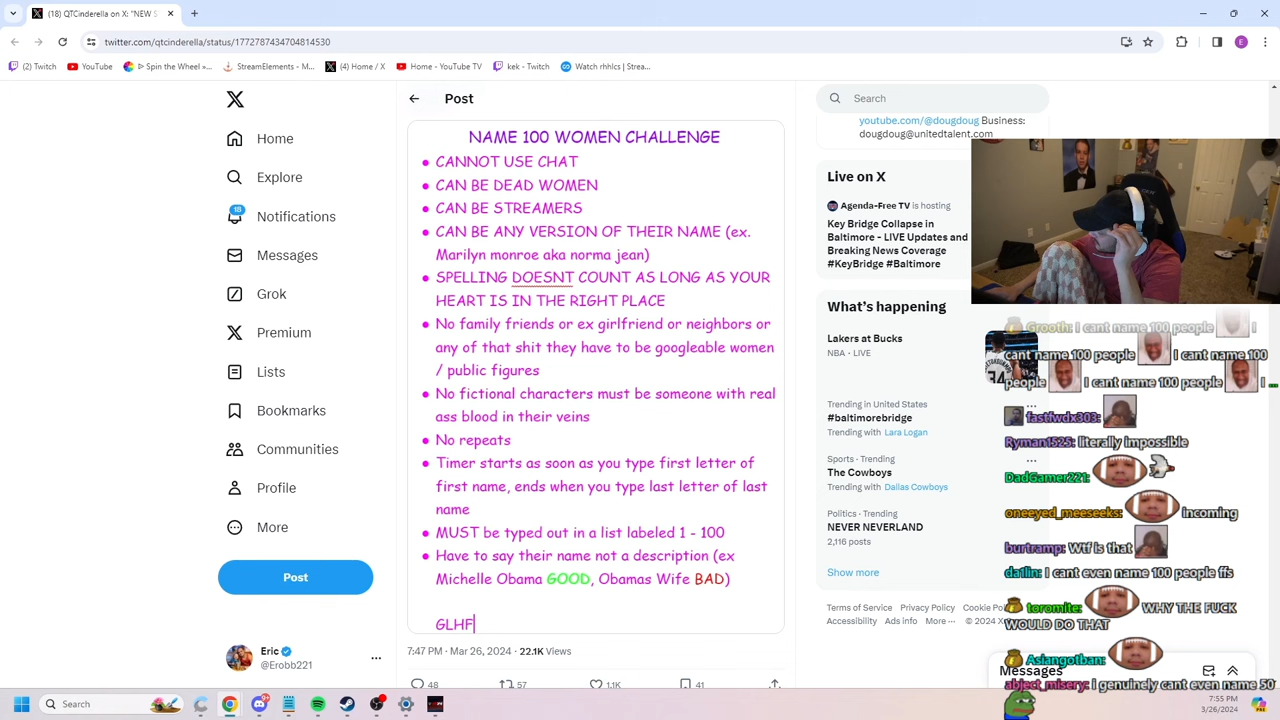 (18) QTCinderella on X: "NEW S
twitter.com/qtcinderella/status/1772787434704814530
(2) Twitch
YouTube
Spin the Wheel »...
StreamElements - M...
(4) Home / X
Home - YouTube TV
kek - Twitch
Watch rhhlcs | Strea...
E
Home
Explore
18
Notifications
Messages
Grok
Premium
Lists
Bookmarks
Communities
Profile
More
Post
Eric
@Erobb221
Post
NAME 100 WOMEN CHALLENGE
CANNOT USE CHAT
CAN BE DEAD WOMEN
CAN BE STREAMERS
CAN BE ANY VERSION OF THEIR NAME (ex.
Marilyn monroe aka norma jean)
SPELLING DOESNT COUNT AS LONG AS YOUR
HEART IS IN THE RIGHT PLACE
No family friends or ex girlfriend or neighbors or
any of that shit they have to be googleable women
/ public figures
No fictional characters must be someone with real
ass blood in their veins
No repeats
Timer starts as soon as you type first letter of
first name, ends when you type last letter of last
name
MUST be typed out in a list labeled 1 - 100
Have to say their name not a description (ex
Michelle Obama GOOD, Obamas Wife BAD)
GLHF
7:47 PM · Mar 26, 2024 · 22.1K Views
48
57
1.1K
41
Search
youtube.com/@dougdoug Business:
dougdoug@unitedtalent.com
Live on X
Agenda-Free TV is hosting
Key Bridge Collapse in
Baltimore - LIVE Updates and
Breaking News Coverage
#KeyBridge #Baltimore
What's happening
Lakers at Bucks
NBA · LIVE
Trending in United States
#baltimorebridge
Trending with Lara Logan
Sports · Trending
The Cowboys
Trending with Dallas Cowboys
Politics · Trending
NEVER NEVERLAND
2,116 posts
Show more
Terms of Service Privacy Policy Cookie Pol
Accessibility Ads info More ··· © 2024 X
Messages
Grooth: I cant name 100 people I
cant name 100 people I cant name 100
people I cant name 100 people I ...
fastfwdx303:
Ryman1525: literally impossible
DadGamer221:
oneeyed_meeseeks: incoming
burtramp: Wtf is that
da1lin: I cant even name 100 people ffs
toromite: WHY THE FUCK
WOULD DO THAT
Asiangotban:
abject_misery: i genuinely cant even name 50
Search
7:55 PM
3/26/2024